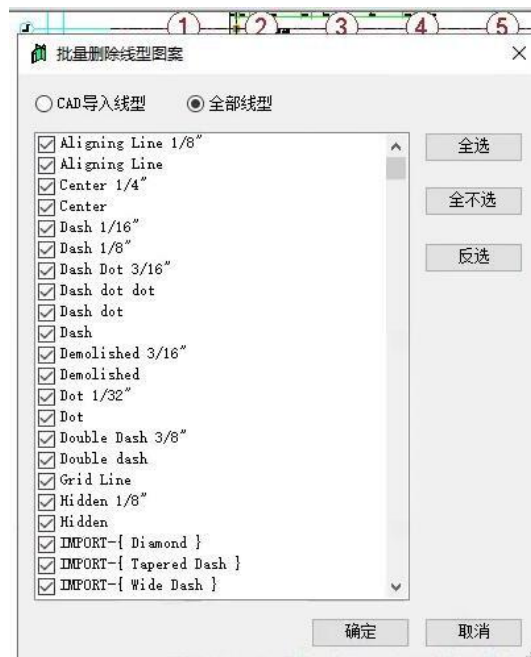 1 2 3 4 5
批量删除线型图案
CAD导入线型 全部线型
Aligning Line 1/8"
Aligning Line
Center 1/4"
Center
Dash 1/16"
Dash 1/8"
Dash Dot 3/16"
Dash dot dot
Dash dot
Dash
Demolished 3/16"
Demolished
Dot 1/32"
Dot
Double Dash 3/8"
Double dash
Grid Line
Hidden 1/8"
Hidden
IMPORT-{ Diamond }
IMPORT-{ Tapered Dash }
IMPORT-{ Wide Dash }
全选
全不选
反选
确定 取消